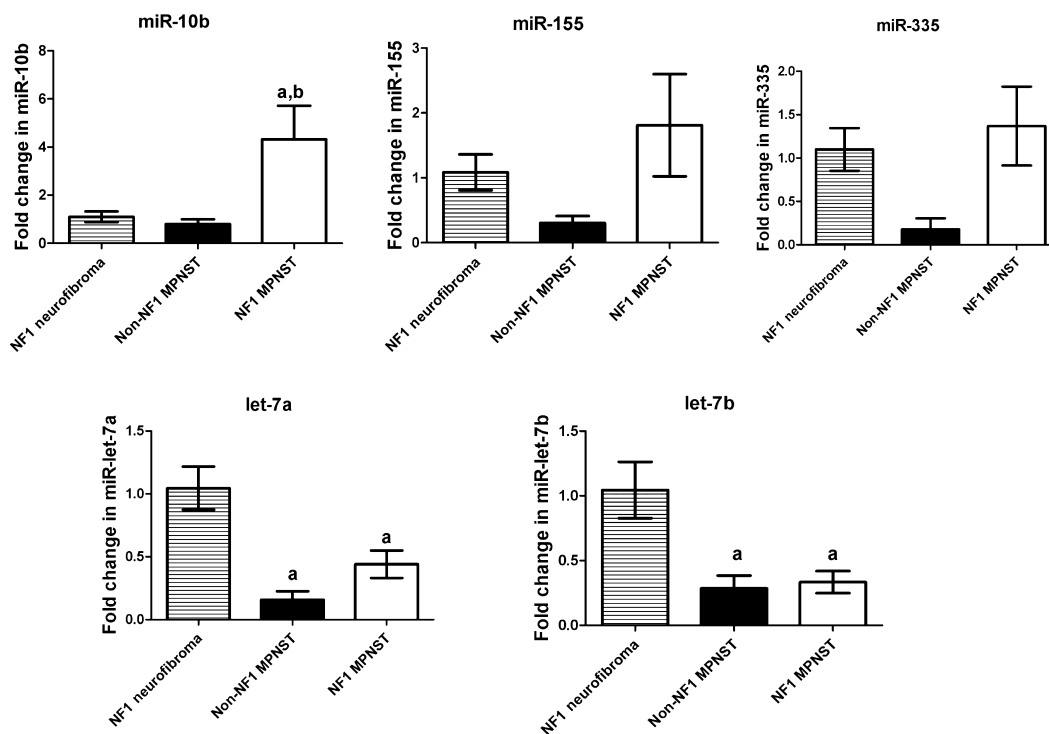 miR-10b
Fold change in miR-10b
8
6
4
2
0
a,b
NF1 neurofibroma
Non-NF1 MPNST
NF1 MPNST
miR-155
Fold change in miR-155
3
2
1
0
NF1 neurofibroma
Non-NF1 MPNST
NF1 MPNST
miR-335
Fold change in miR-335
2.0
1.5
1.0
0.5
0.0
NF1 neurofibroma
Non-NF1 MPNST
NF1 MPNST
let-7a
Fold change in miR-let-7a
1.5
1.0
0.5
0.0
a
a
NF1 neurofibroma
Non-NF1 MPNST
NF1 MPNST
let-7b
Fold change in miR-let-7b
1.5
1.0
0.5
0.0
a
a
NF1 neurofibroma
Non-NF1 MPNST
NF1 MPNST